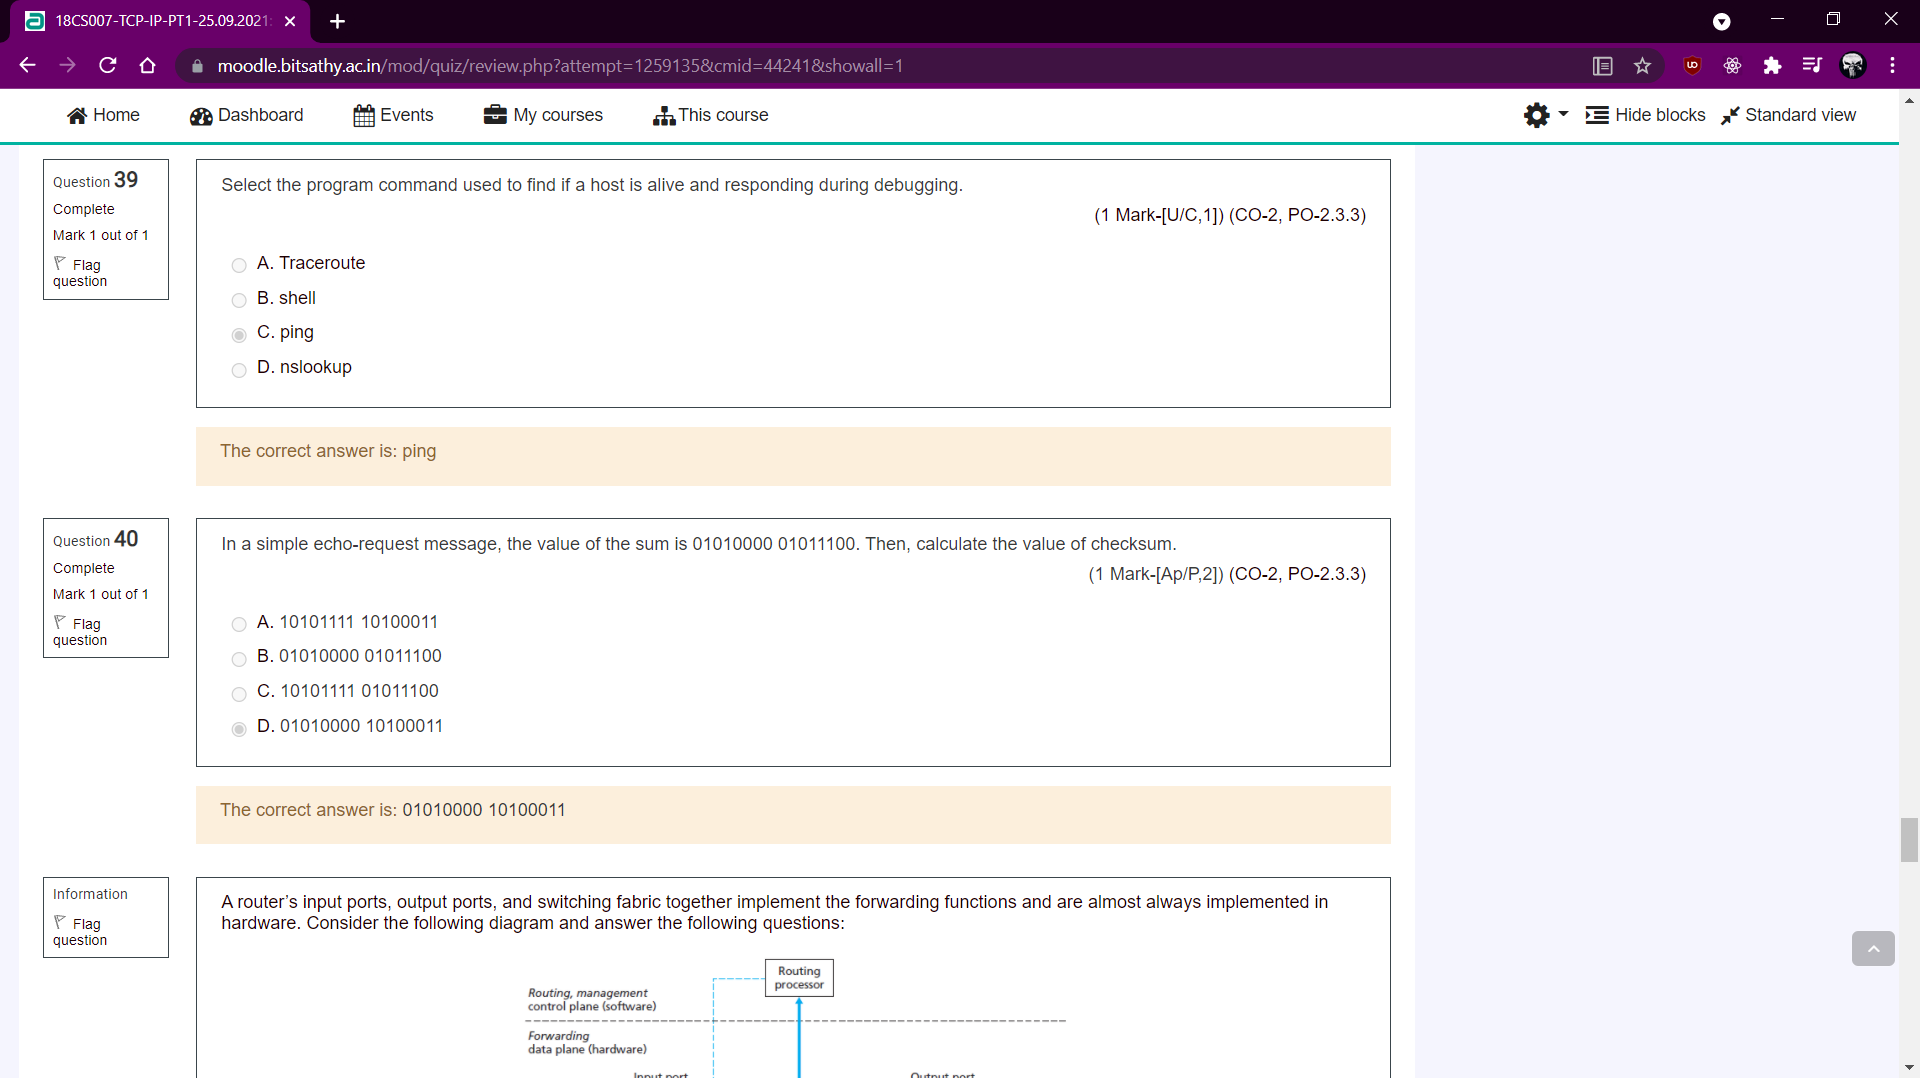 18CS007-TCP-IP-PT1-25.09.2021
moodle.bitsathy.ac.in/mod/quiz/review.php?attempt=1259135&cmid=44241&showall=1
Home Dashboard Events My courses This course Hide blocks Standard view
Question 39
Complete
Mark 1 out of 1
Flag question
Select the program command used to find if a host is alive and responding during debugging.
(1 Mark-[U/C,1]) (CO-2, PO-2.3.3)
A. Traceroute
B. shell
C. ping
D. nslookup
The correct answer is: ping
Question 40
Complete
Mark 1 out of 1
Flag question
In a simple echo-request message, the value of the sum is 01010000 01011100. Then, calculate the value of checksum.
(1 Mark-[Ap/P,2]) (CO-2, PO-2.3.3)
A. 10101111 10100011
B. 01010000 01011100
C. 10101111 01011100
D. 01010000 10100011
The correct answer is: 01010000 10100011
Information
Flag question
A router's input ports, output ports, and switching fabric together implement the forwarding functions and are almost always implemented in
hardware. Consider the following diagram and answer the following questions:
Routing
processor
Routing, management
control plane (software)
Forwarding
data plane (hardware)
Input port Output port